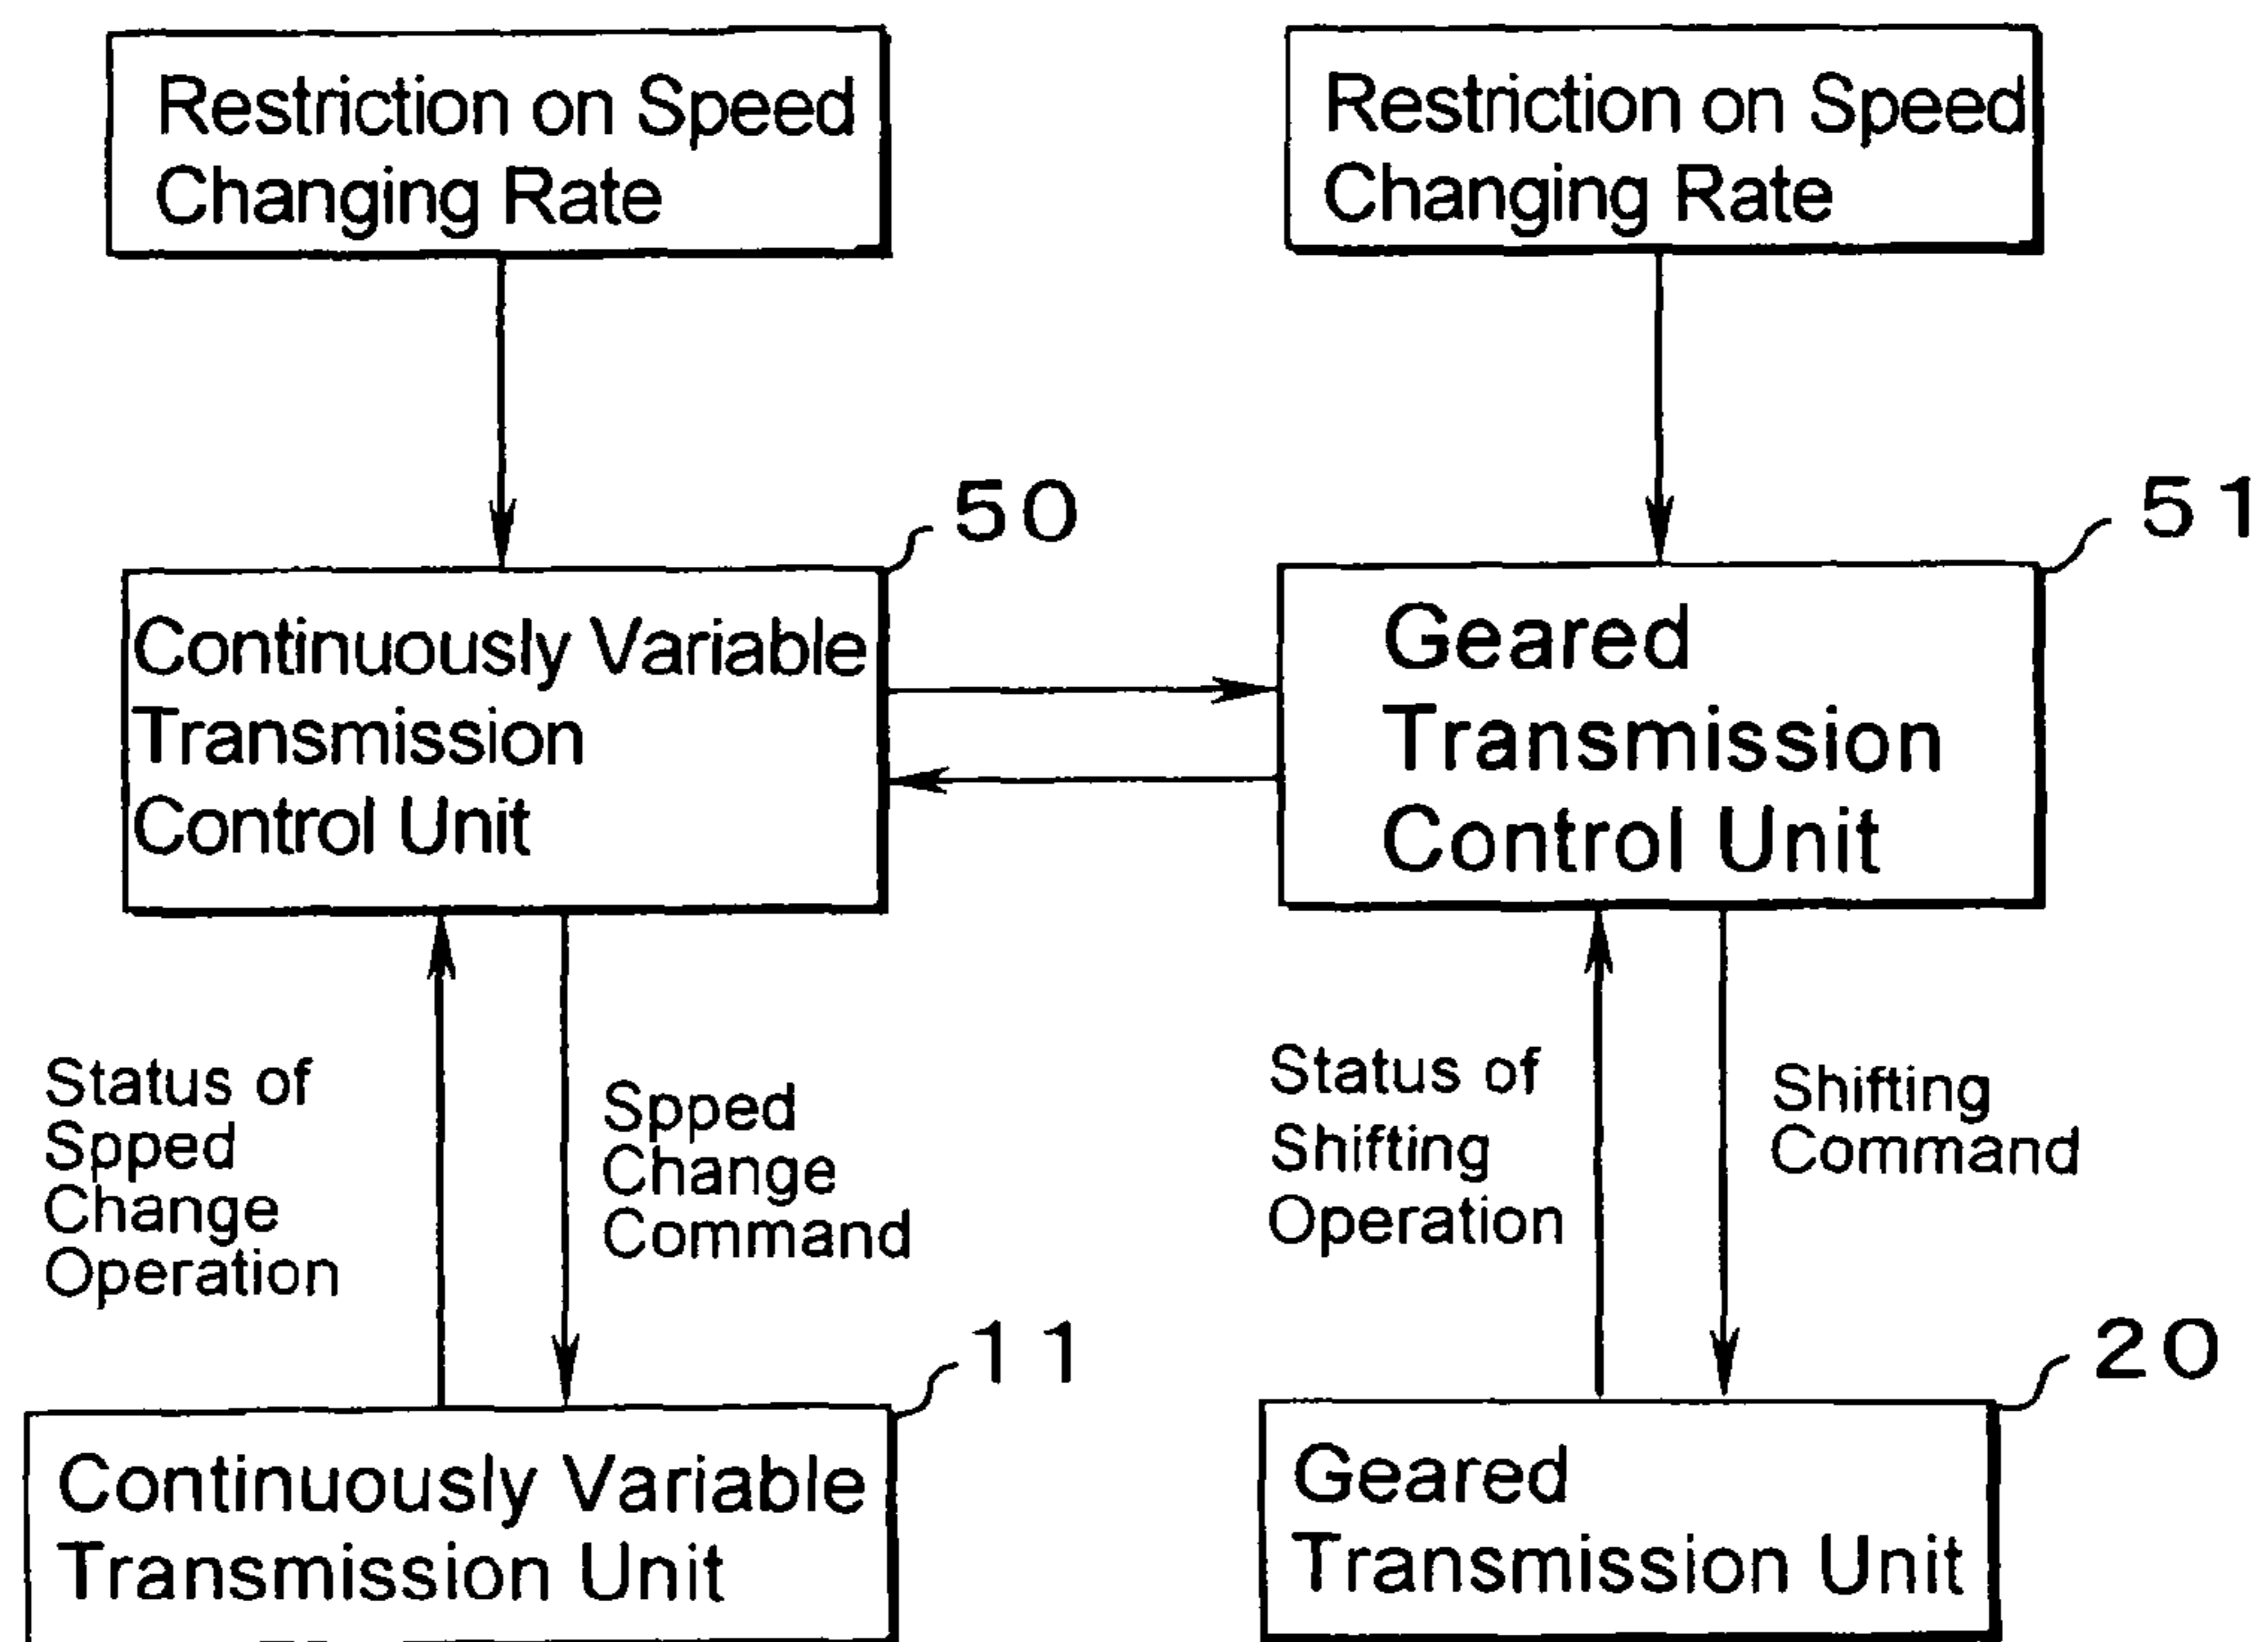 Restriction on Speed
Changing Rate
Restriction on Speed
Changing Rate
50
51
Continuously Variable
Transmission
Control Unit
Geared
Transmission
Control Unit
Status of
Spped
Change
Operation
Spped
Change
Command
Status of
Shifting
Operation
Shifting
Command
11
20
Continuously Variable
Transmission Unit
Geared
Transmission Unit